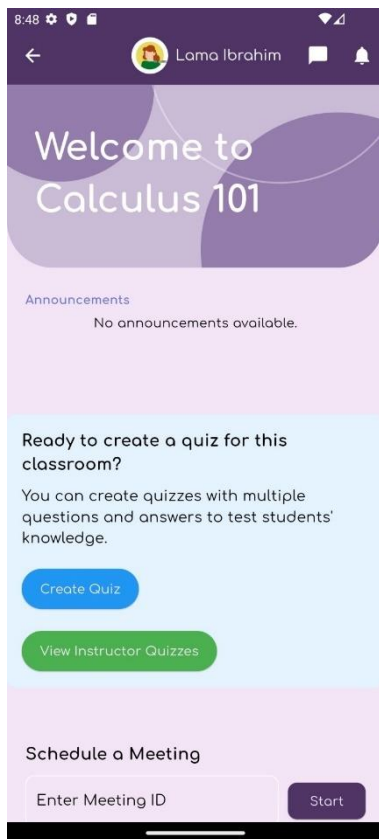 8:48
Lama Ibrahim
Welcome to
Calculus 101
Announcements
No announcements available.
Ready to create a quiz for this
classroom?
You can create quizzes with multiple
questions and answers to test students'
knowledge.
Create Quiz
View Instructor Quizzes
Schedule a Meeting
Enter Meeting ID
Start